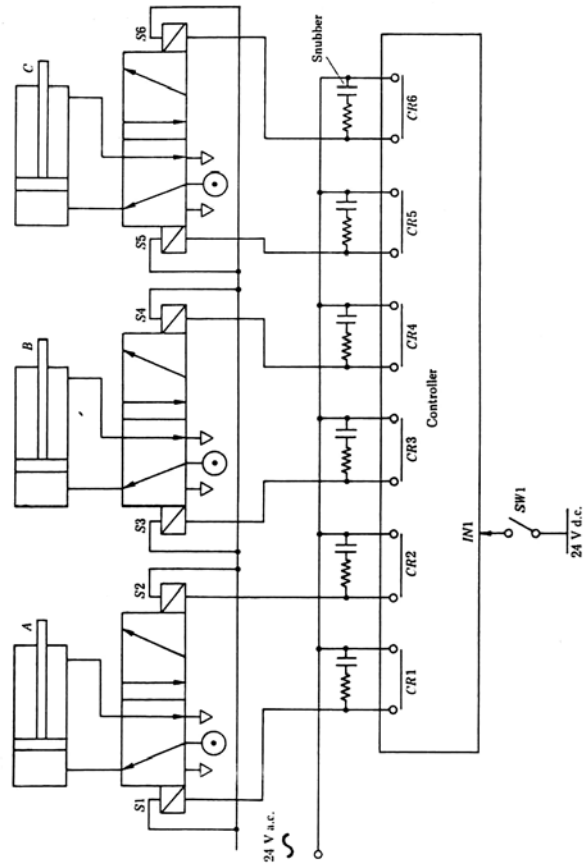 A
B
C
S1
S2
S3
S4
S5
S6
24 V a.c.
Snubber
CR1
CR2
CR3
CR4
CR5
CR6
Controller
IN1
SW1
24 V d.c.